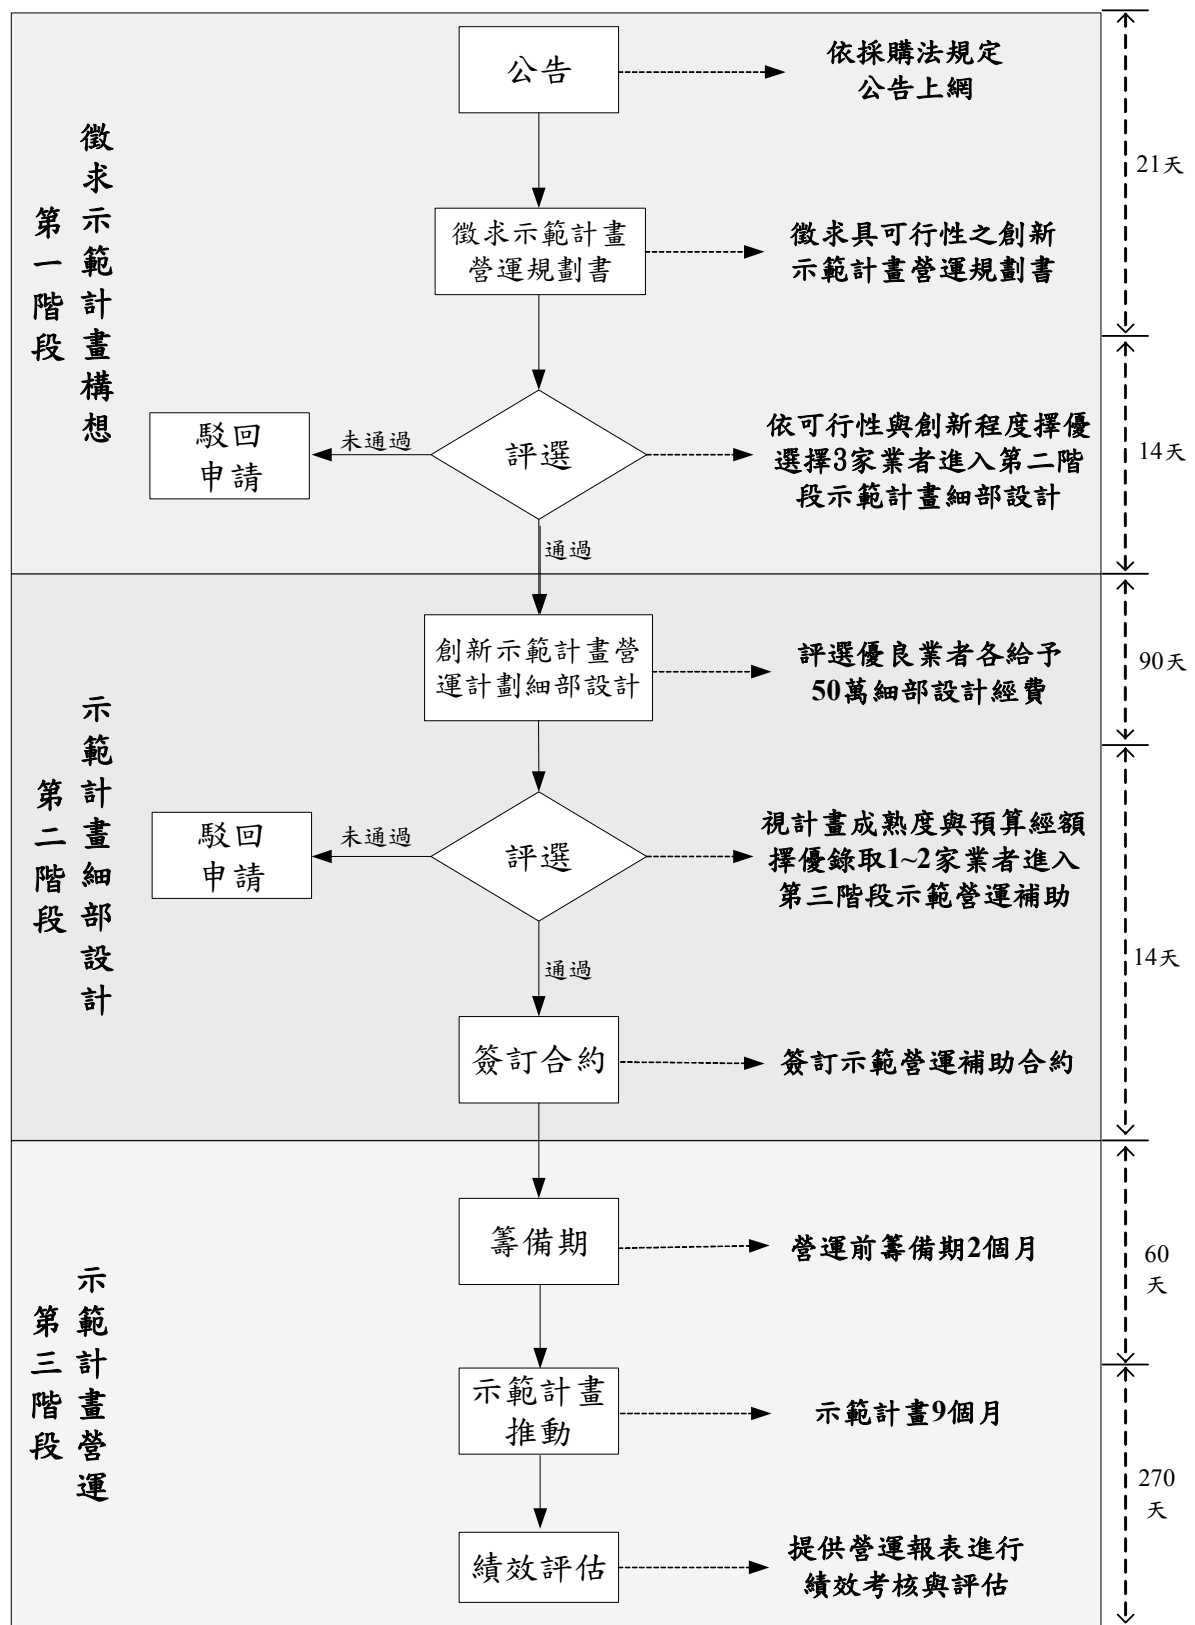 第一階段
徵求示範計畫構想
公告
依採購法規定
公告上網
21天
徵求示範計畫
營運規劃書
徵求具可行性之創新
示範計畫營運規劃書
評選
未通過
駁回
申請
依可行性與創新程度擇優
選擇3家業者進入第二階
段示範計畫細部設計
14天
通過
第二階段
示範計畫細部設計
創新示範計畫營
運計劃細部設計
評選優良業者各給予
50萬細部設計經費
90天
評選
未通過
駁回
申請
視計畫成熟度與預算經額
擇優錄取1~2家業者進入
第三階段示範營運補助
14天
通過
簽訂合約
簽訂示範營運補助合約
第三階段
示範計畫營運
籌備期
營運前籌備期2個月
60
天
示範計畫
推動
示範計畫9個月
270
天
績效評估
提供營運報表進行
績效考核與評估